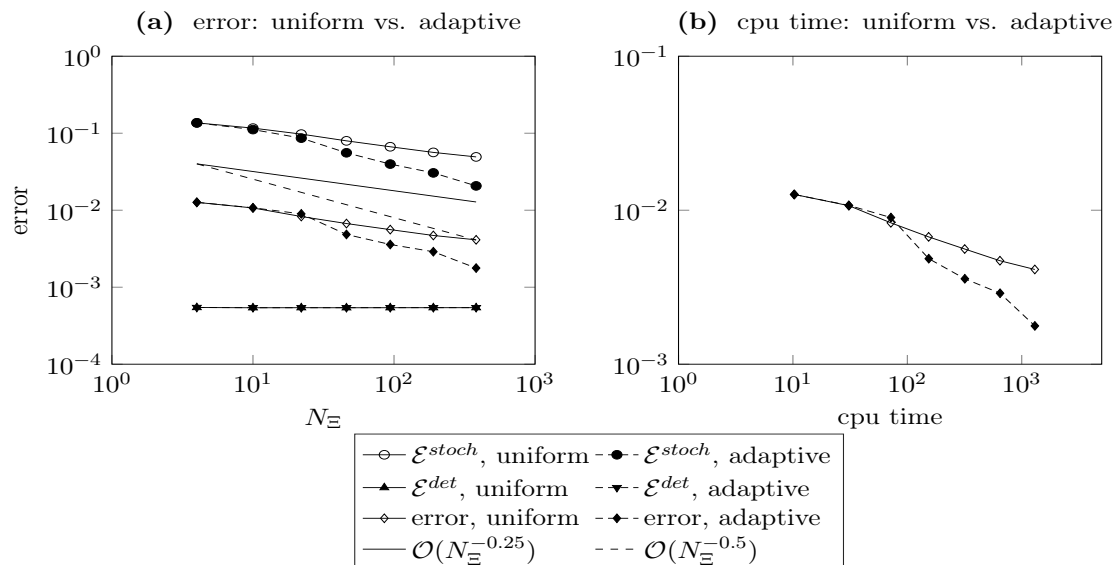 (a) error: uniform vs. adaptive
10^0
10^{-1}
10^{-2}
10^{-3}
10^{-4}
error
10^0 10^1 10^2 10^3
N_Ξ
(b) cpu time: uniform vs. adaptive
10^{-1}
10^{-2}
10^{-3}
10^0 10^1 10^2 10^3
cpu time
ℰ^{stoch}, uniform ℰ^{stoch}, adaptive
ℰ^{det}, uniform ℰ^{det}, adaptive
error, uniform error, adaptive
𝒪(N_Ξ^{-0.25}) 𝒪(N_Ξ^{-0.5})